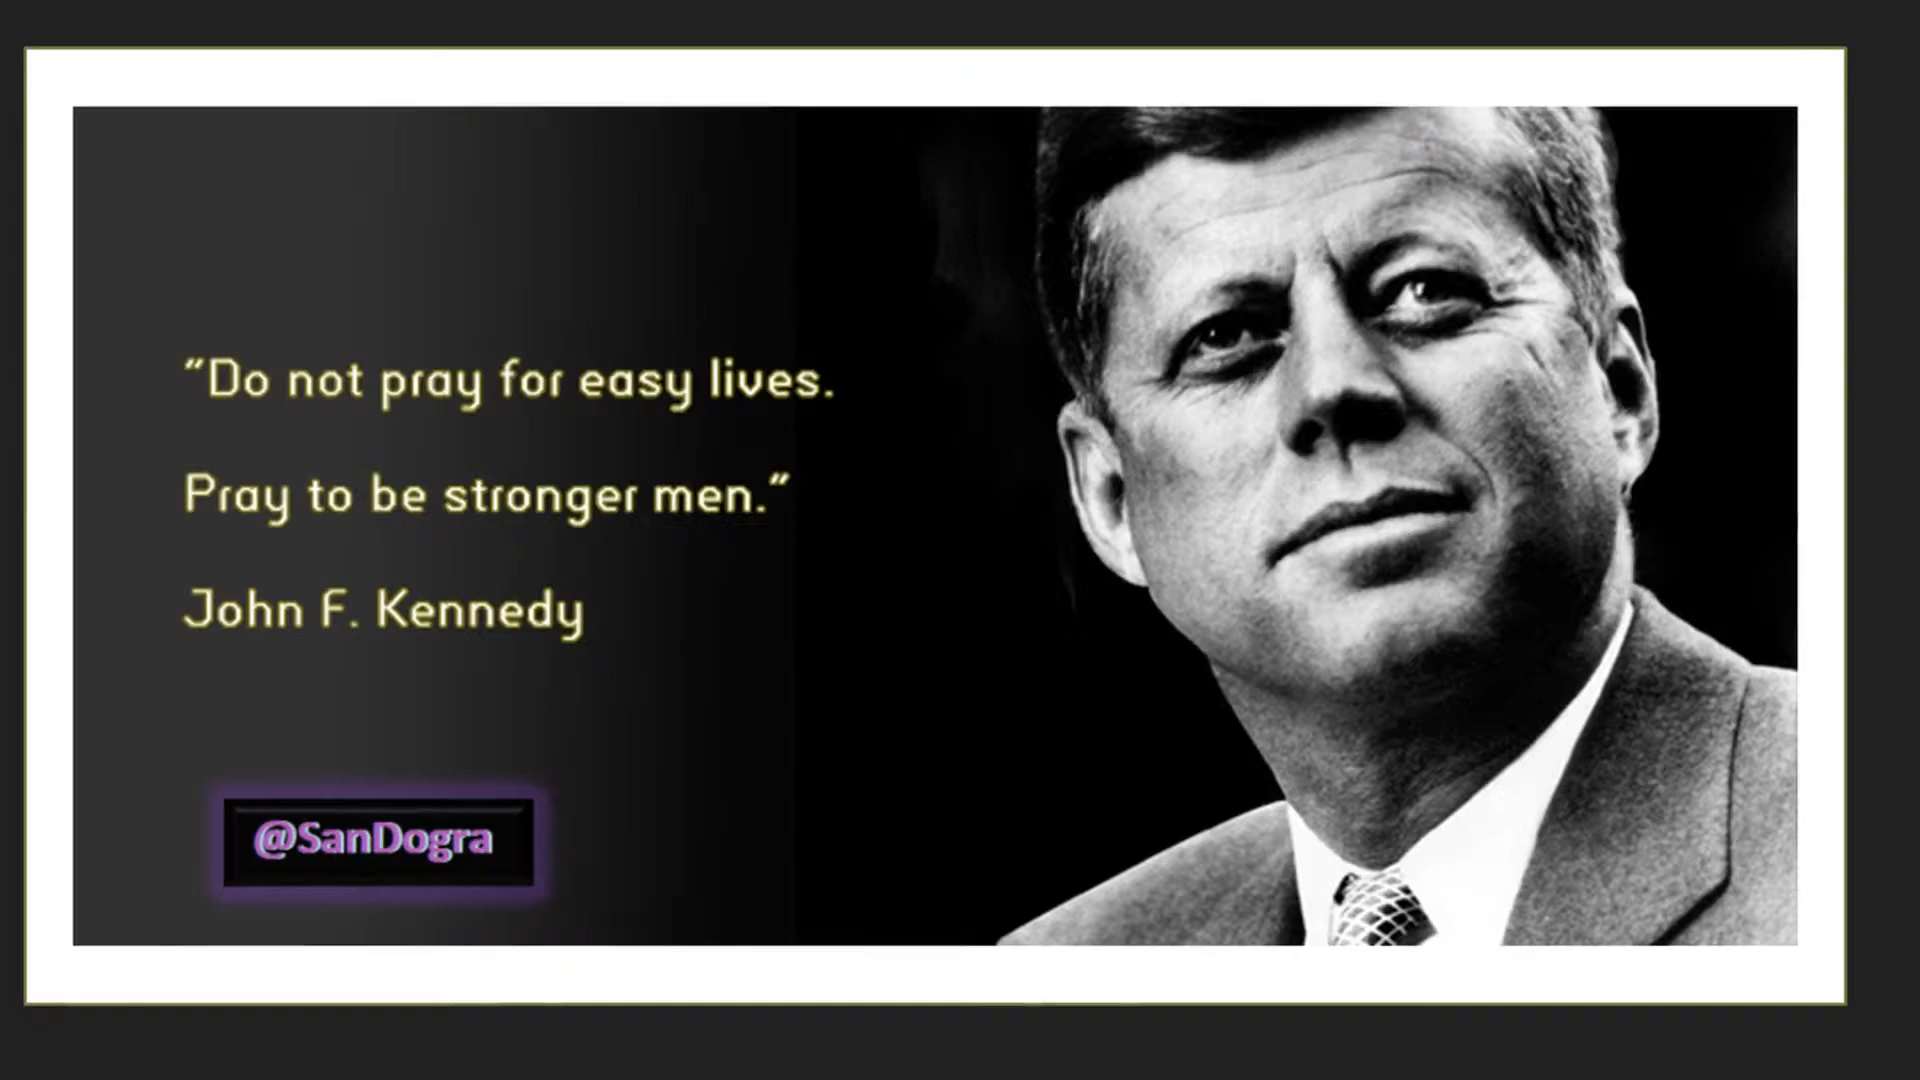 "Do not pray for easy lives.
Pray to be stronger men."
John F. Kennedy
@SanDogra